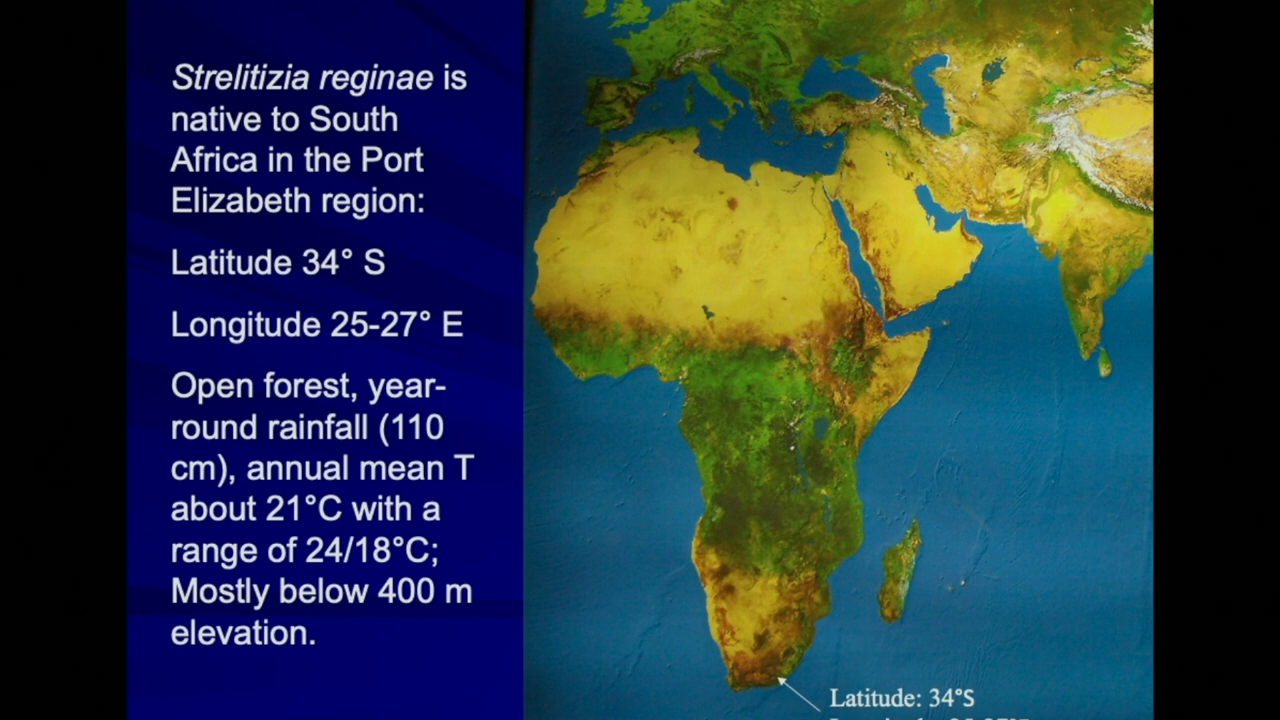 Strelitizia reginae is
native to South
Africa in the Port
Elizabeth region:
Latitude 34° S
Longitude 25-27° E
Open forest, year-
round rainfall (110
cm), annual mean T
about 21°C with a
range of 24/18°C;
Mostly below 400 m
elevation.
Latitude: 34°S